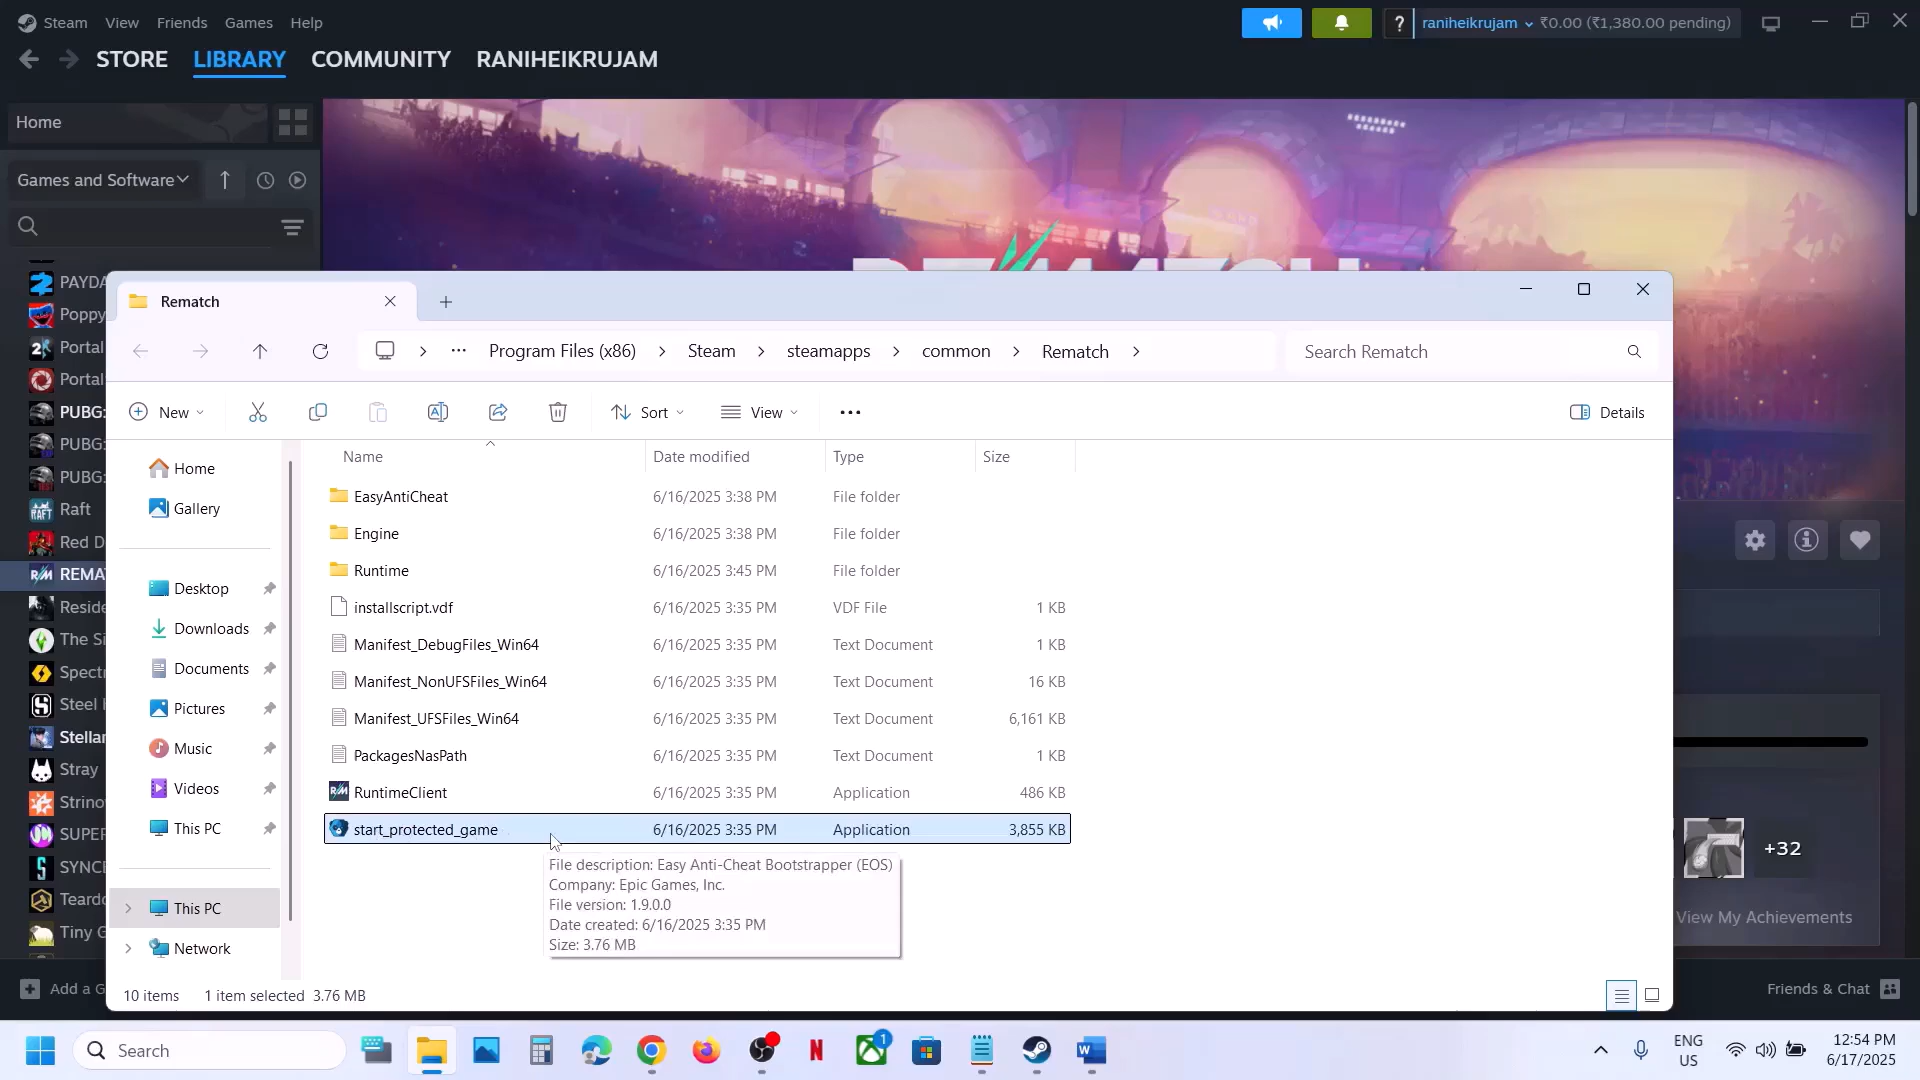 Steam View Friends Games Help
raniheikrujam ₹0.00 (₹1,380.00 pending)
STORE LIBRARY COMMUNITY RANIHEIKRUJAM
Home
Games and Software
PAYDA
Poppy
Portal
Portal
PUBG:
PUBG:
PUBG:
Raft
Red D
REMA
Reside
The Si
Spectr
Steel
Stellar
Stray
Strino
SUPER
SYNCE
Teard
Tiny G
Add a G
Rematch
Program Files (x86) > Steam > steamapps > common > Rematch >
Search Rematch
New Sort View ... Details
Home
Gallery
Desktop
Downloads
Documents
Pictures
Music
Videos
This PC
This PC
Network
Name Date modified Type Size
EasyAntiCheat 6/16/2025 3:38 PM File folder
Engine 6/16/2025 3:38 PM File folder
Runtime 6/16/2025 3:45 PM File folder
installscript.vdf 6/16/2025 3:35 PM VDF File 1 KB
Manifest_DebugFiles_Win64 6/16/2025 3:35 PM Text Document 1 KB
Manifest_NonUFSFiles_Win64 6/16/2025 3:35 PM Text Document 16 KB
Manifest_UFSFiles_Win64 6/16/2025 3:35 PM Text Document 6,161 KB
PackagesNasPath 6/16/2025 3:35 PM Text Document 1 KB
RuntimeClient 6/16/2025 3:35 PM Application 486 KB
start_protected_game 6/16/2025 3:35 PM Application 3,855 KB
File description: Easy Anti-Cheat Bootstrapper (EOS)
Company: Epic Games, Inc.
File version: 1.9.0.0
Date created: 6/16/2025 3:35 PM
Size: 3.76 MB
10 items 1 item selected 3.76 MB
+32
View My Achievements
Friends & Chat
Search
1
ENG
US
12:54 PM
6/17/2025